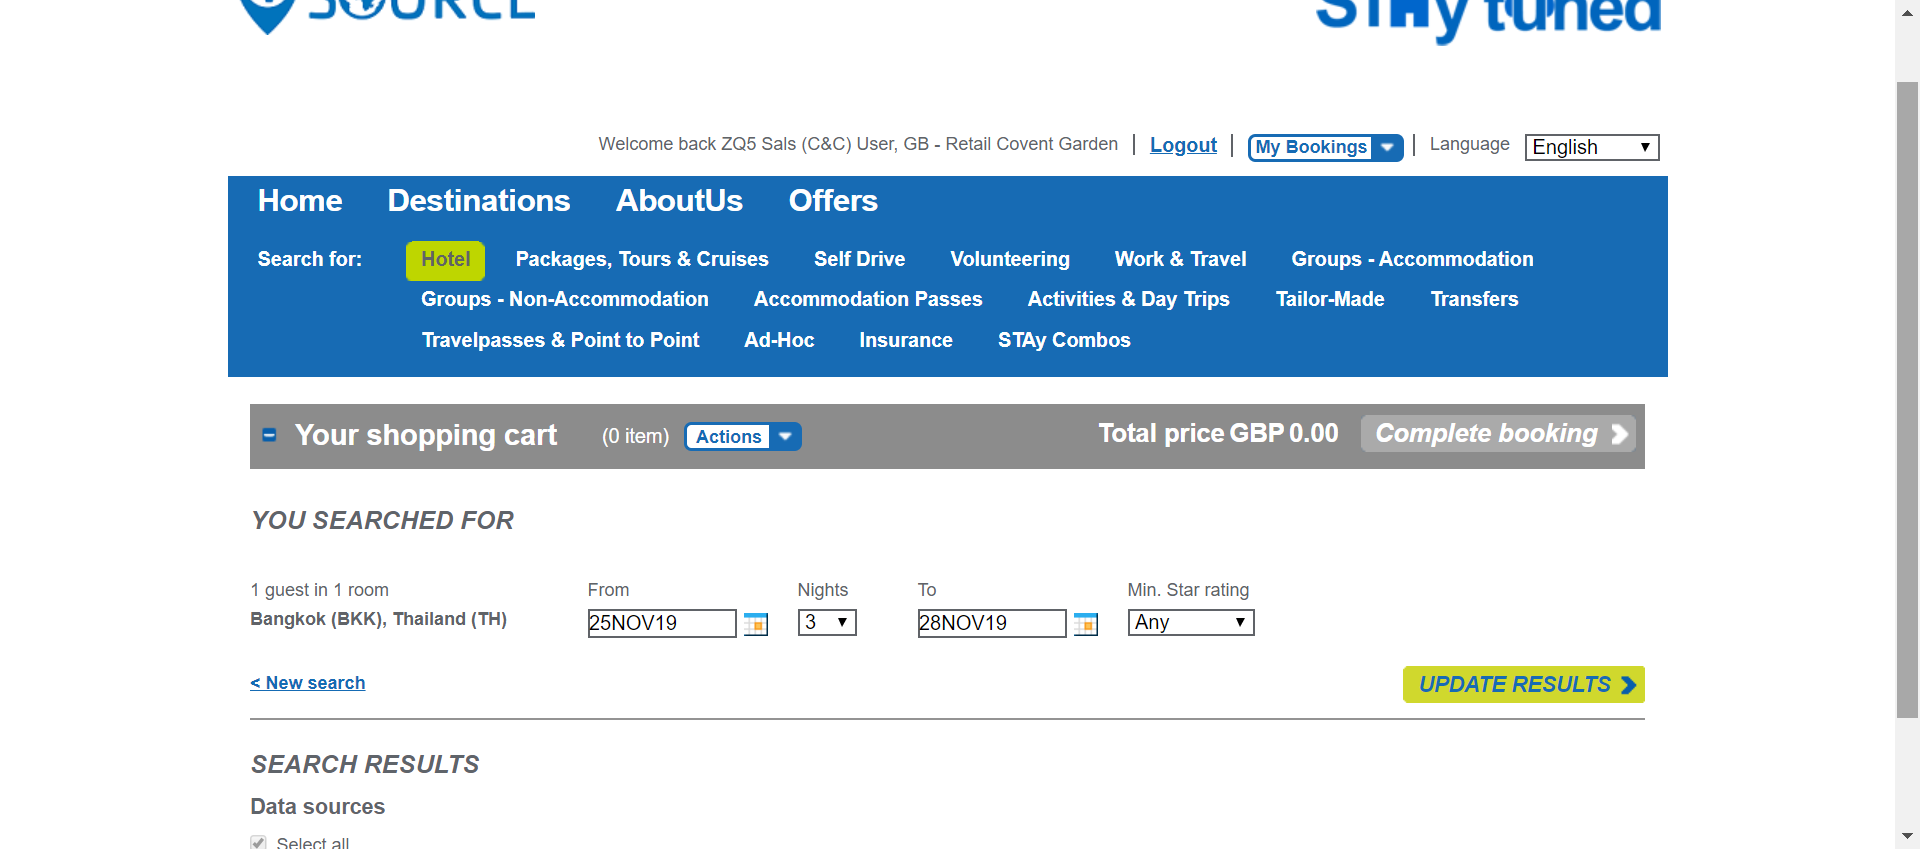 SOURCE
STAy tuned
Welcome back ZQ5 Sals (C&C) User, GB - Retail Covent Garden Logout My Bookings Language English
Home Destinations AboutUs Offers
Search for: Hotel Packages, Tours & Cruises Self Drive Volunteering Work & Travel Groups - Accommodation
Groups - Non-Accommodation Accommodation Passes Activities & Day Trips Tailor-Made Transfers
Travelpasses & Point to Point Ad-Hoc Insurance STAy Combos
Your shopping cart (0 item) Actions Total price GBP 0.00 Complete booking
YOU SEARCHED FOR
1 guest in 1 room From Nights To Min. Star rating
Bangkok (BKK), Thailand (TH) 25NOV19 3 28NOV19 Any
< New search UPDATE RESULTS
SEARCH RESULTS
Data sources
Select all